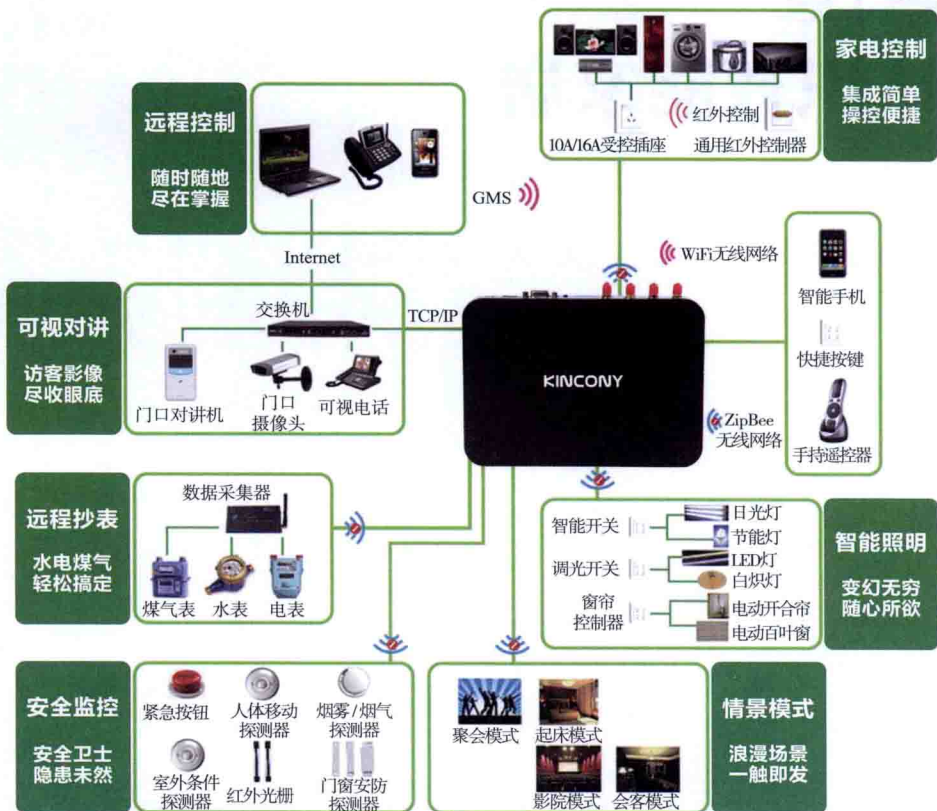 家电控制
集成简单
操控便捷
红外控制
10A/16A受控插座
通用红外控制器
远程控制
随时随地
尽在掌握
GMS
Internet
WiFi无线网络
智能手机
快捷按键
手持遥控器
ZipBee
无线网络
可视对讲
访客影像
尽收眼底
交换机
TCP/IP
门口对讲机
门口
摄像头
可视电话
KINCONY
远程抄表
水电煤气
轻松搞定
数据采集器
煤气表
水表
电表
智能开关
日光灯
节能灯
调光开关
LED灯
白炽灯
窗帘
控制器
电动开合帘
电动百叶窗
智能照明
变幻无穷
随心所欲
安全监控
安全卫士
隐患未然
紧急按钮
人体移动
探测器
烟雾/烟气
探测器
室外条件
探测器
红外光栅
门窗安防
探测器
聚会模式
起床模式
影院模式
会客模式
情景模式
浪漫场景
一触即发